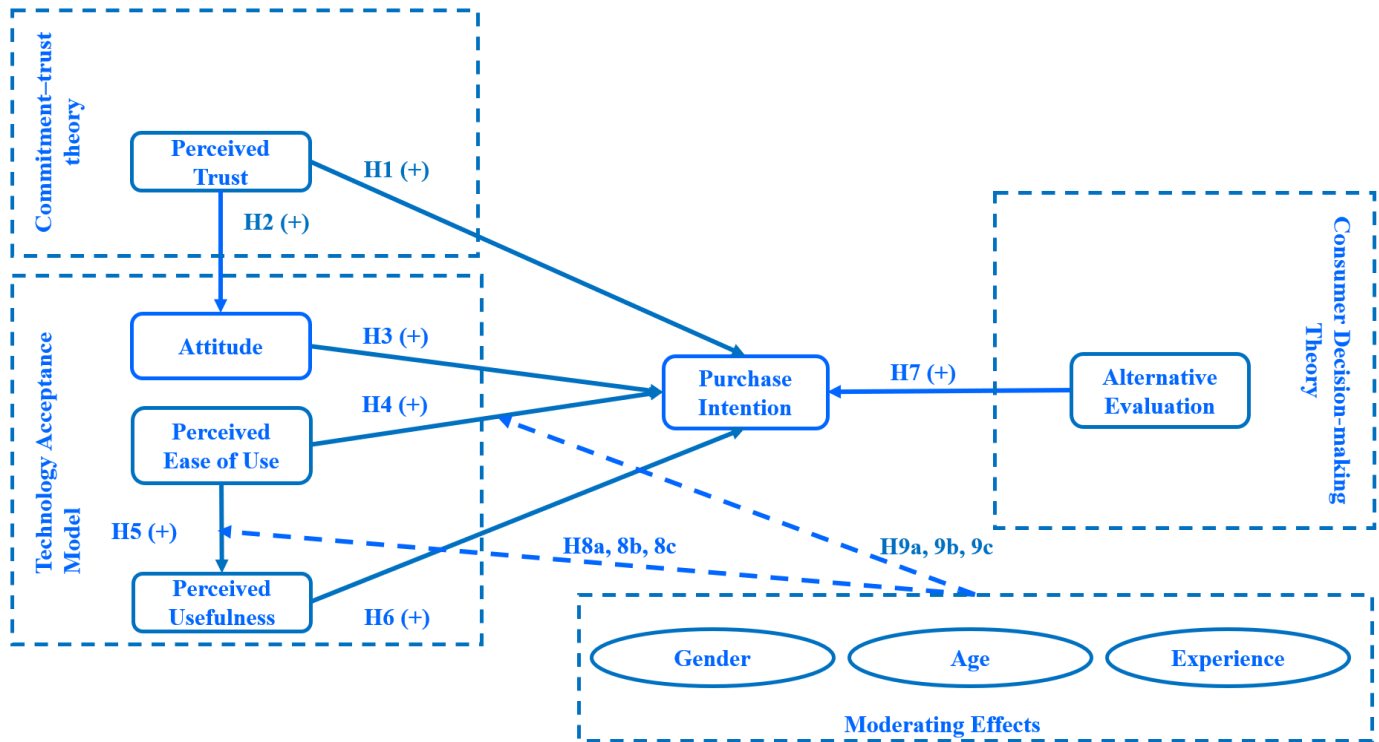 Commitment–trust
theory
Perceived
Trust
H1 (+)
H2 (+)
Technology Acceptance
Model
Attitude
H3 (+)
H4 (+)
Perceived
Ease of Use
H5 (+)
Perceived
Usefulness
H6 (+)
Purchase
Intention
H7 (+)
Alternative
Evaluation
Consumer Decision-making
Theory
H8a, 8b, 8c
H9a, 9b, 9c
Gender
Age
Experience
Moderating Effects